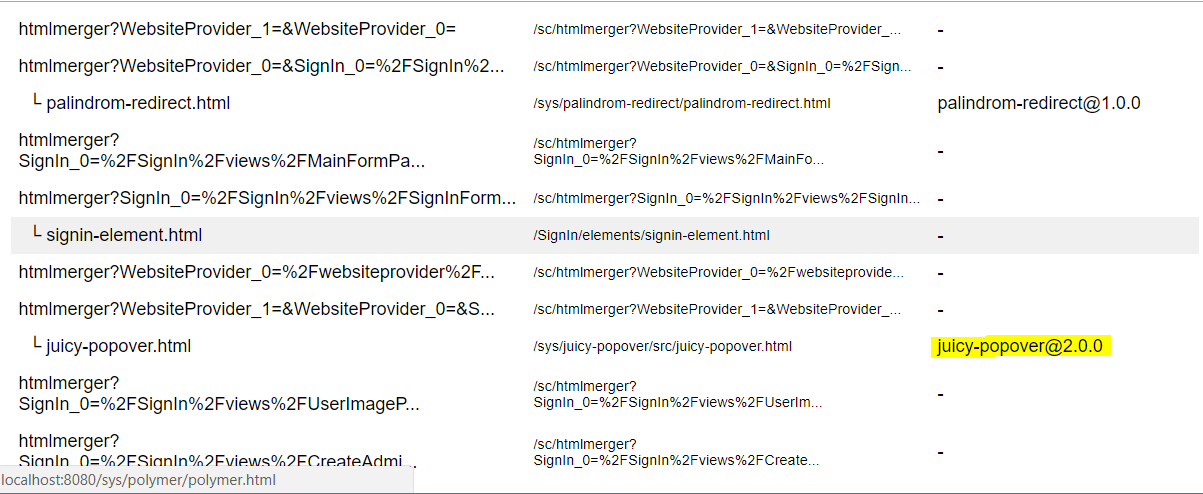 htmlmerger?WebsiteProvider_1=&WebsiteProvider_0= /sc/htmlmerger?WebsiteProvider_1=&WebsiteProvider_... -
htmlmerger?WebsiteProvider_0=&SignIn_0=%2FSignIn%2... /sc/htmlmerger?WebsiteProvider_0=&SignIn_0=%2FSign... -
└ palindrom-redirect.html /sys/palindrom-redirect/palindrom-redirect.html palindrom-redirect@1.0.0
htmlmerger? /sc/htmlmerger? -
SignIn_0=%2FSignIn%2Fviews%2FMainFormPa... SignIn_0=%2FSignIn%2Fviews%2FMainFo...
htmlmerger?SignIn_0=%2FSignIn%2Fviews%2FSignInForm... /sc/htmlmerger?SignIn_0=%2FSignIn%2Fviews%2FSignIn... -
└ signin-element.html /SignIn/elements/signin-element.html -
htmlmerger?WebsiteProvider_0=%2Fwebsiteprovider%2F... /sc/htmlmerger?WebsiteProvider_0=%2Fwebsiteprovide... -
htmlmerger?WebsiteProvider_1=&WebsiteProvider_0=&S... /sc/htmlmerger?WebsiteProvider_1=&WebsiteProvider_... -
└ juicy-popover.html /sys/juicy-popover/src/juicy-popover.html juicy-popover@2.0.0
htmlmerger? /sc/htmlmerger? -
SignIn_0=%2FSignIn%2Fviews%2FUserImageP... SignIn_0=%2FSignIn%2Fviews%2FUserIm...
htmlmerger? /sc/htmlmerger? -
SignIn_0=%2FSignIn%2Fviews%2FCreateAdmi... SignIn_0=%2FSignIn%2Fviews%2FCreate...
localhost:8080/sys/polymer/polymer.html